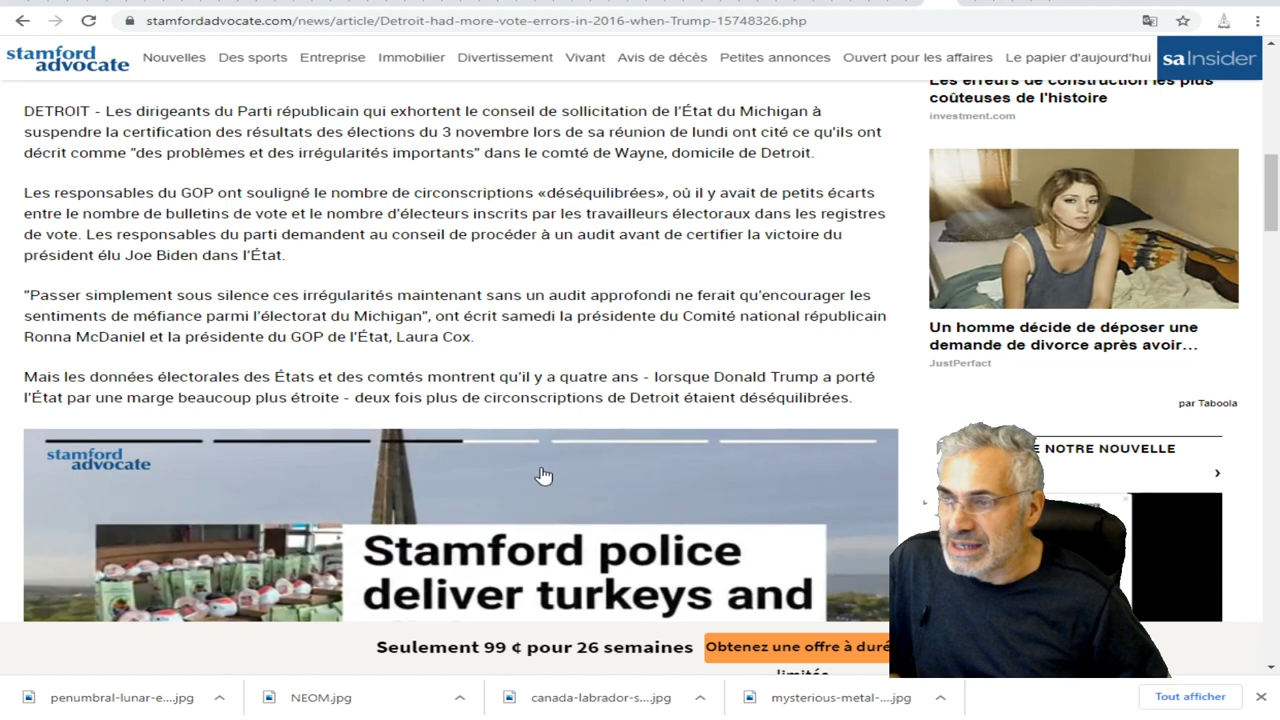 stamfordadvocate.com/news/article/Detroit-had-more-vote-errors-in-2016-when-Trump-15748326.php
stamford
advocate
Nouvelles Des sports Entreprise Immobilier Divertissement Vivant Avis de décès Petites annonces Ouvert pour les affaires Le papier d'aujourd'hui
saInsider
DETROIT - Les dirigeants du Parti républicain qui exhortent le conseil de sollicitation de l'État du Michigan à
suspendre la certification des résultats des élections du 3 novembre lors de sa réunion de lundi ont cité ce qu'ils ont
décrit comme "des problèmes et des irrégularités importants" dans le comté de Wayne, domicile de Detroit.
Les responsables du GOP ont souligné le nombre de circonscriptions «déséquilibrées», où il y avait de petits écarts
entre le nombre de bulletins de vote et le nombre d'électeurs inscrits par les travailleurs électoraux dans les registres
de vote. Les responsables du parti demandent au conseil de procéder à un audit avant de certifier la victoire du
président élu Joe Biden dans l'État.
"Passer simplement sous silence ces irrégularités maintenant sans un audit approfondi ne ferait qu'encourager les
sentiments de méfiance parmi l'électorat du Michigan", ont écrit samedi la présidente du Comité national républicain
Ronna McDaniel et la présidente du GOP de l'État, Laura Cox.
Mais les données électorales des États et des comtés montrent qu'il y a quatre ans - lorsque Donald Trump a porté
l'État par une marge beaucoup plus étroite - deux fois plus de circonscriptions de Detroit étaient déséquilibrées.
stamford
advocate
Stamford police
deliver turkeys and
Les erreurs de construction les plus
coûteuses de l'histoire
investment.com
Un homme décide de déposer une
demande de divorce après avoir...
JustPerfect
par Taboola
E NOTRE NOUVELLE
Seulement 99 ¢ pour 26 semaines
Obtenez une offre à duré
limitée
penumbral-lunar-e....jpg
NEOM.jpg
canada-labrador-s....jpg
mysterious-metal-....jpg
Tout afficher